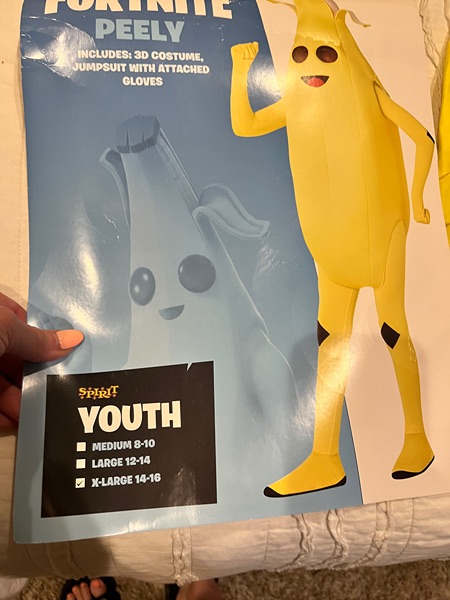 FORTNITE
PEELY
INCLUDES: 3D COSTUME,
JUMPSUIT WITH ATTACHED
GLOVES
SPIRIT
YOUTH
MEDIUM 8-10
LARGE 12-14
X-LARGE 14-16